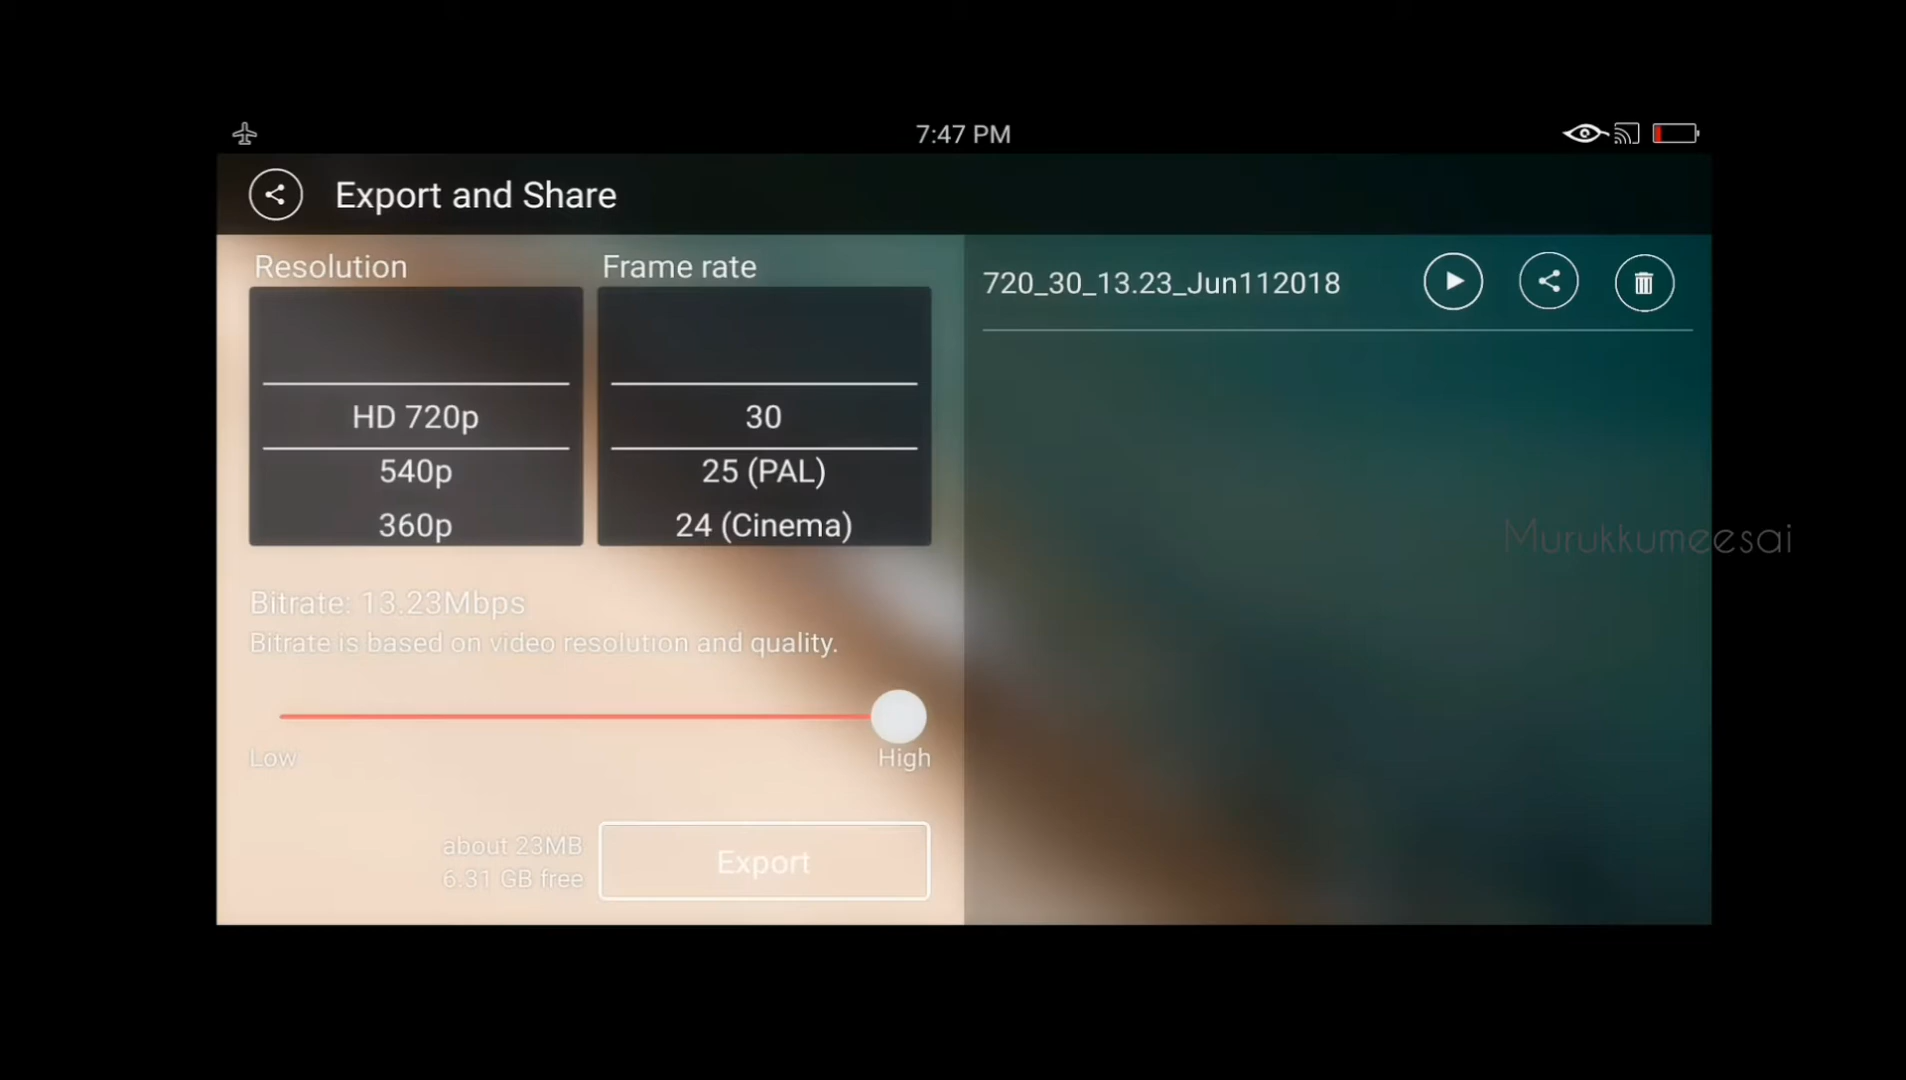 7:47 PM
Export and Share
Resolution
Frame rate
HD 720p
540p
360p
30
25 (PAL)
24 (Cinema)
Bitrate: 13.23Mbps
Bitrate is based on video resolution and quality.
Low
High
about 23MB
6.31 GB free
Export
720_30_13.23_Jun112018
Murukkumeesai